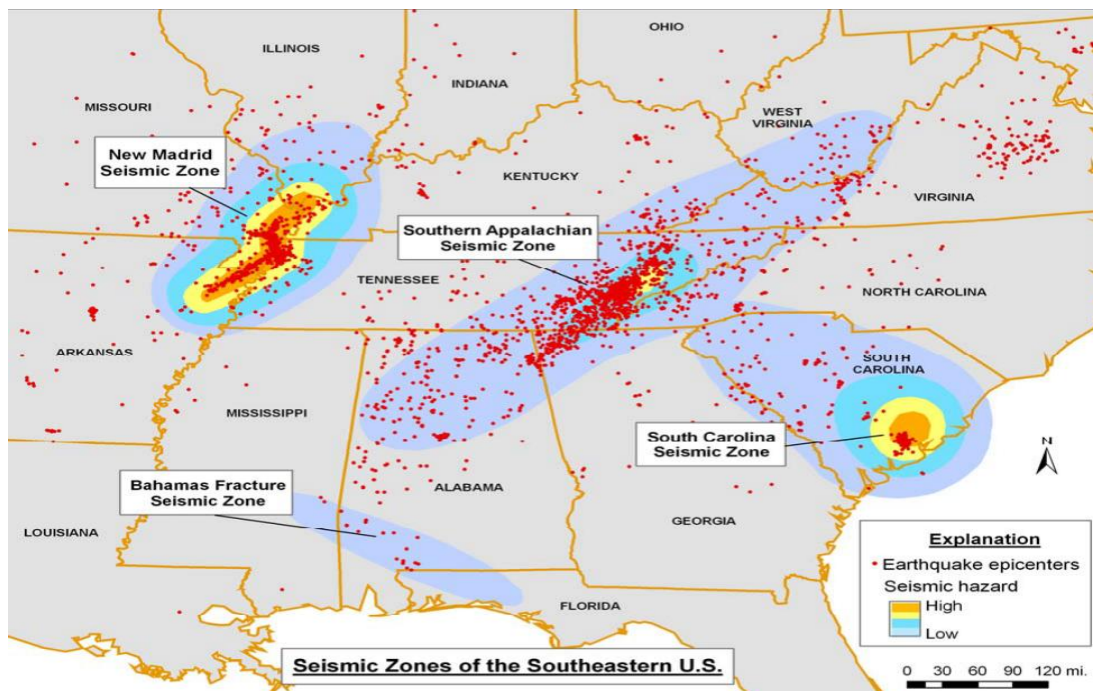 OHIO
ILLINOIS
INDIANA
MISSOURI
WEST
VIRGINIA
New Madrid
Seismic Zone
KENTUCKY
VIRGINIA
Southern Appalachian
Seismic Zone
TENNESSEE
NORTH CAROLINA
ARKANSAS
SOUTH
CAROLINA
MISSISSIPPI
South Carolina
Seismic Zone
N
Bahamas Fracture
Seismic Zone
ALABAMA
GEORGIA
LOUISIANA
Explanation
Earthquake epicenters
Seismic hazard
High
Low
FLORIDA
Seismic Zones of the Southeastern U.S.
0 30 60 90 120 mi.